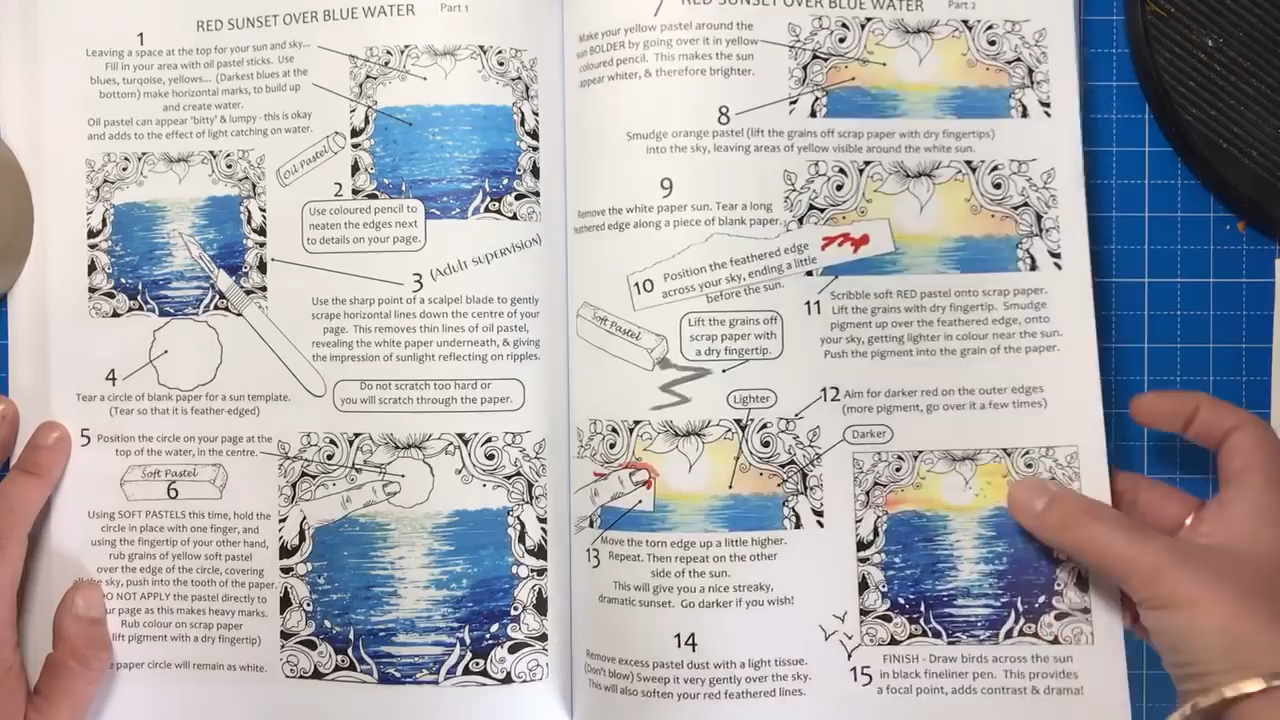 RED SUNSET OVER BLUE WATER Part 1
1
Leaving a space at the top for your sun and sky...
Fill in your area with oil pastel sticks. Use
blues, turqoise, yellows... (Darkest blues at the
bottom) make horizontal marks, to build up
and create water.
Oil pastel can appear 'bitty' & lumpy - this is okay
and adds to the effect of light catching on water.
Oil Pastel
2
Use coloured pencil to
neaten the edges next
to details on your page.
3 (Adult supervision)
Use the sharp point of a scalpel blade to gently
scrape horizontal lines down the centre of your
page. This removes thin lines of oil pastel,
revealing the white paper underneath, & giving
the impression of sunlight reflecting on ripples.
Do not scratch too hard or
you will scratch through the paper.
4
Tear a circle of blank paper for a sun template.
(Tear so that it is feather-edged)
5 Position the circle on your page at the
top of the water, in the centre.
Soft Pastel
6
Using SOFT PASTELS this time, hold the
circle in place with one finger, and
using the fingertip of your other hand,
rub grains of yellow soft pastel
over the edge of the circle, covering
all the sky, push into the tooth of the paper.
DO NOT APPLY the pastel directly to
page as this makes heavy marks.
Rub colour on scrap paper
lift pigment with a dry fingertip)
paper circle will remain as white.
RED SUNSET OVER BLUE WATER Part 2
7
Make your yellow pastel around the
sun BOLDER by going over it in yellow
coloured pencil. This makes the sun
appear whiter, & therefore brighter.
8
Smudge orange pastel (lift the grains off scrap paper with dry fingertips)
into the sky, leaving areas of yellow visible around the white sun.
9
Remove the white paper sun. Tear a long
feathered edge along a piece of blank paper.
10 Position the feathered edge
across your sky, ending a little
before the sun.
Soft Pastel
Lift the grains off
scrap paper with
a dry fingertip.
11 Scribble soft RED pastel onto scrap paper.
Lift the grains with dry fingertip. Smudge
pigment up over the feathered edge, onto
your sky, getting lighter in colour near the sun.
Push the pigment into the grain of the paper.
12 Aim for darker red on the outer edges
(more pigment, go over it a few times)
Lighter
Darker
13 Move the torn edge up a little higher.
Repeat. Then repeat on the other
side of the sun.
This will give you a nice streaky,
dramatic sunset. Go darker if you wish!
14
Remove excess pastel dust with a light tissue.
(Don't blow) Sweep it very gently over the sky.
This will also soften your red feathered lines.
15 FINISH - Draw birds across the sun
in black fineliner pen. This provides
a focal point, adds contrast & drama!